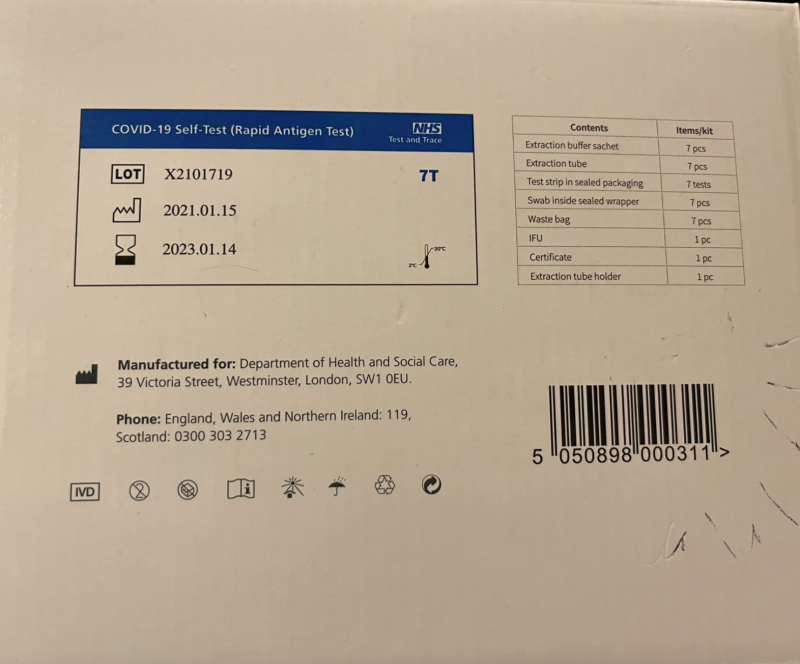 COVID-19 Self-Test (Rapid Antigen Test)
NHS
Test and Trace
LOT X2101719
7T
2021.01.15
2023.01.14
2°C
30°C
Contents Items/kit
Extraction buffer sachet 7 pcs
Extraction tube 7 pcs
Test strip in sealed packaging 7 tests
Swab inside sealed wrapper 7 pcs
Waste bag 7 pcs
IFU 1 pc
Certificate 1 pc
Extraction tube holder 1 pc
Manufactured for: Department of Health and Social Care,
39 Victoria Street, Westminster, London, SW1 0EU.
Phone: England, Wales and Northern Ireland: 119,
Scotland: 0300 303 2713
IVD
2
i
5 050898 000311 >